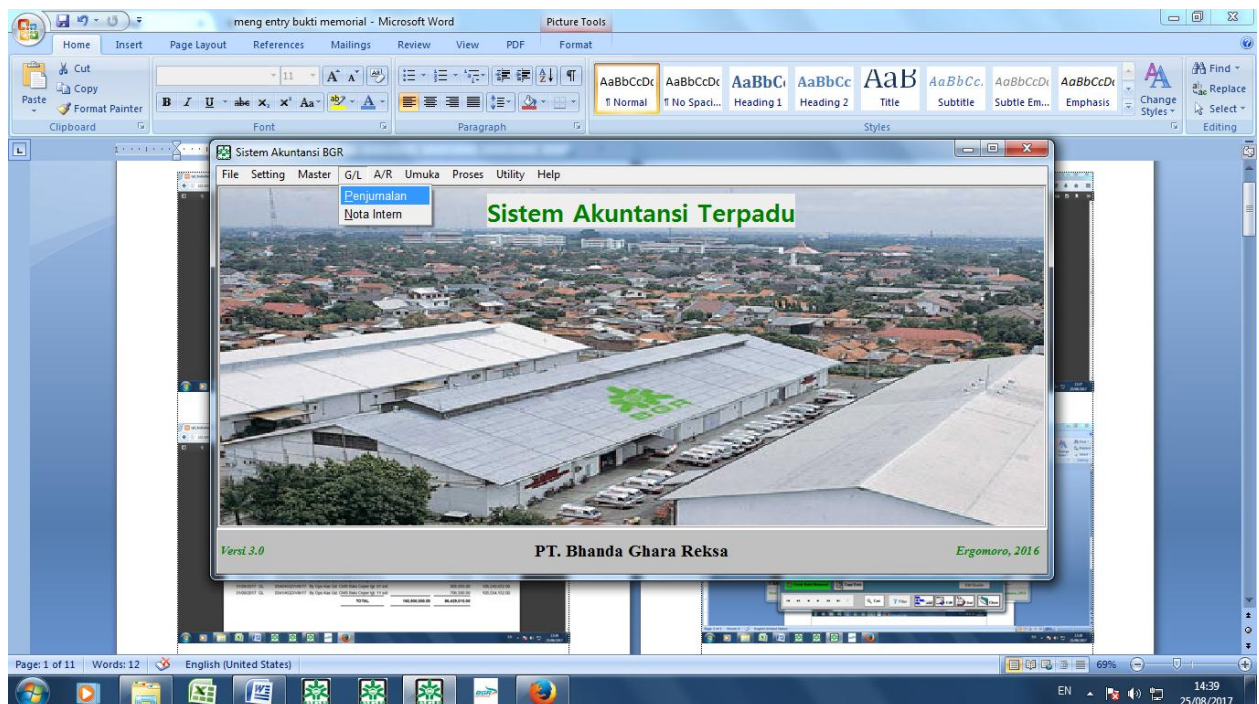 meng entry bukti memorial - Microsoft Word
Picture Tools
Home Insert Page Layout References Mailings Review View PDF Format
Cut
Copy
Format Painter
Paste
Clipboard
11
Font
Paragraph
AaBbCcDc AaBbCcDc AaBbC AaBbCc AaB AaBbCc. AaBbCcDc AaBbCcDc
¶ Normal ¶ No Spaci... Heading 1 Heading 2 Title Subtitle Subtle Em... Emphasis
Change Styles
Styles
Find
Replace
Select
Editing
Sistem Akuntansi BGR
File Setting Master G/L A/R Umuka Proses Utility Help
Penjurnalan
Nota Intern
Sistem Akuntansi Terpadu
BGR
Versi 3.0
PT. Bhanda Ghara Reksa
Ergomoro, 2016
TOTAL
Page: 1 of 11 Words: 12 English (United States) 69%
EN
14:39
25/08/2017